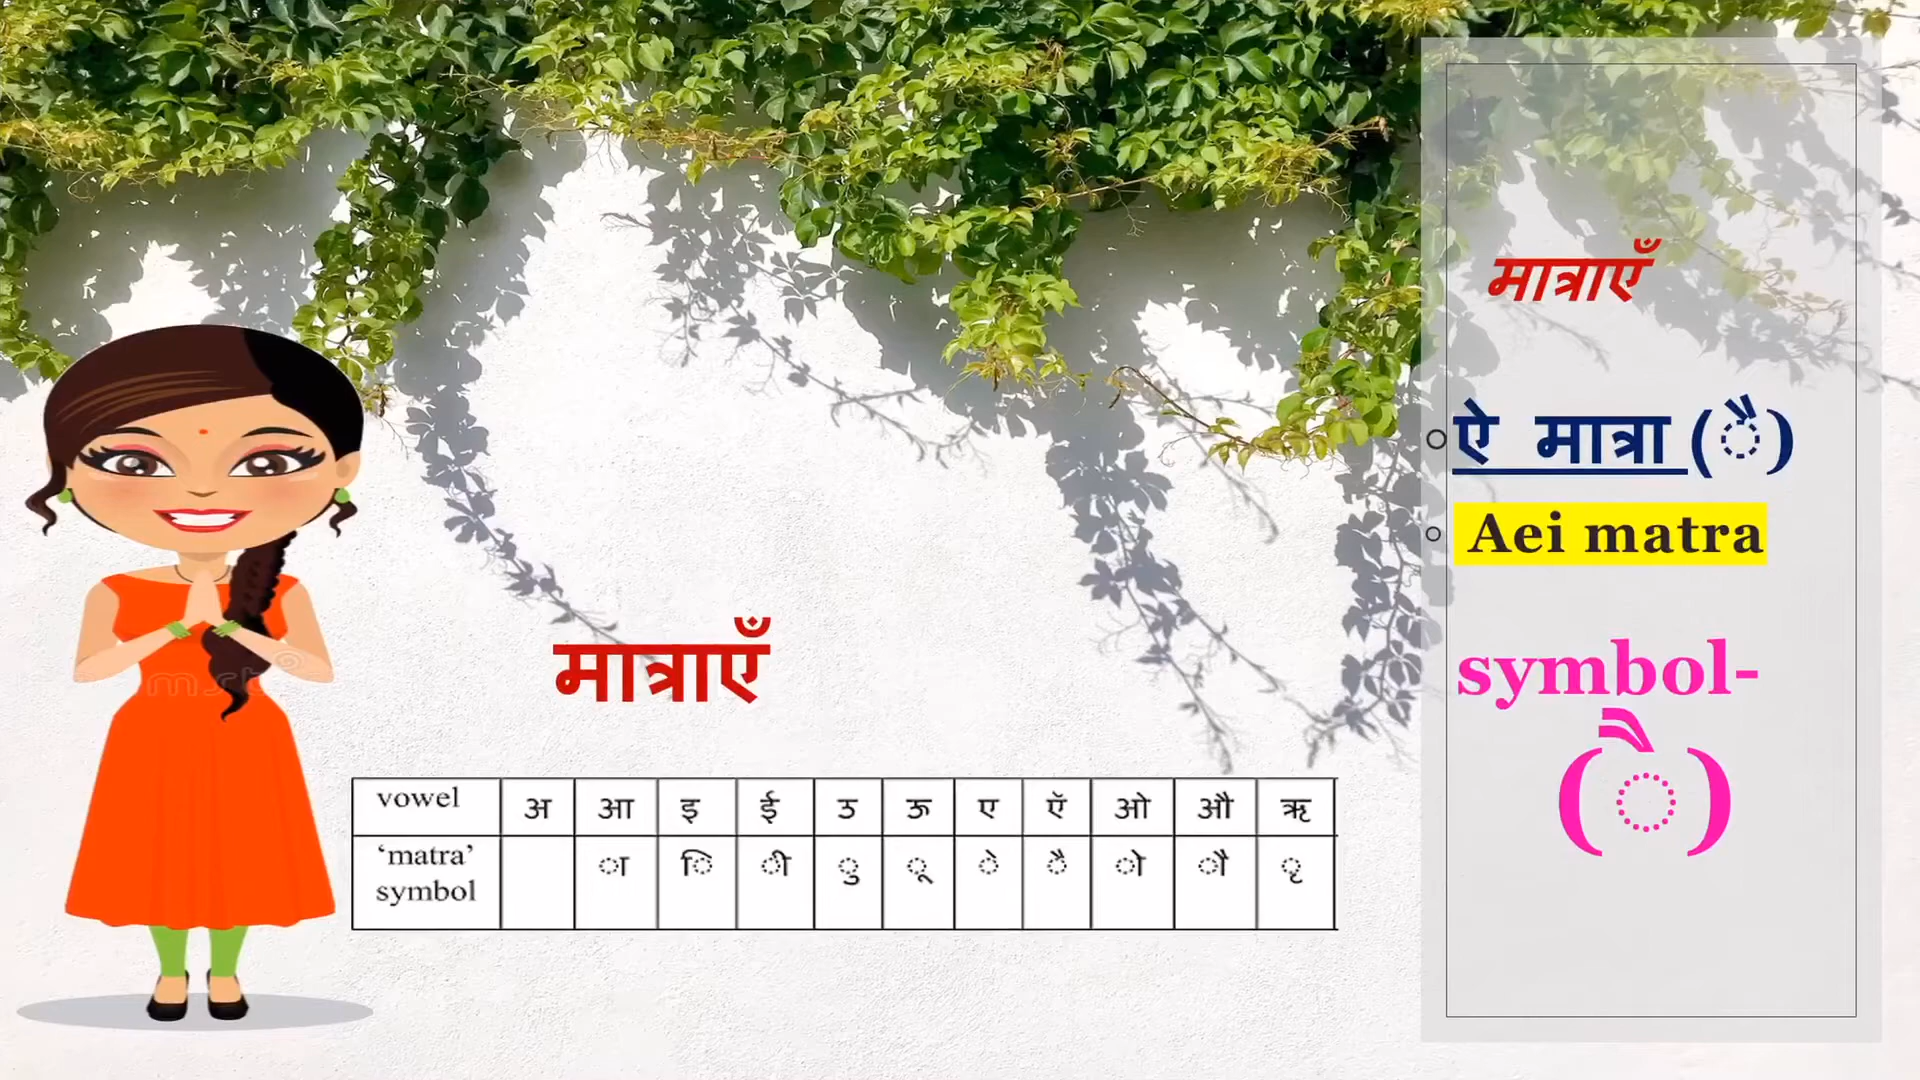 मात्राएँ
vowel अ आ इ ई उ ऊ ए ऍ ओ औ ऋ
‘matra’ symbol ा ि ी ु ू े ै ो ौ ृ
मात्राएँ
ऐ मात्रा (ै)
Aei matra
symbol-
(ै)